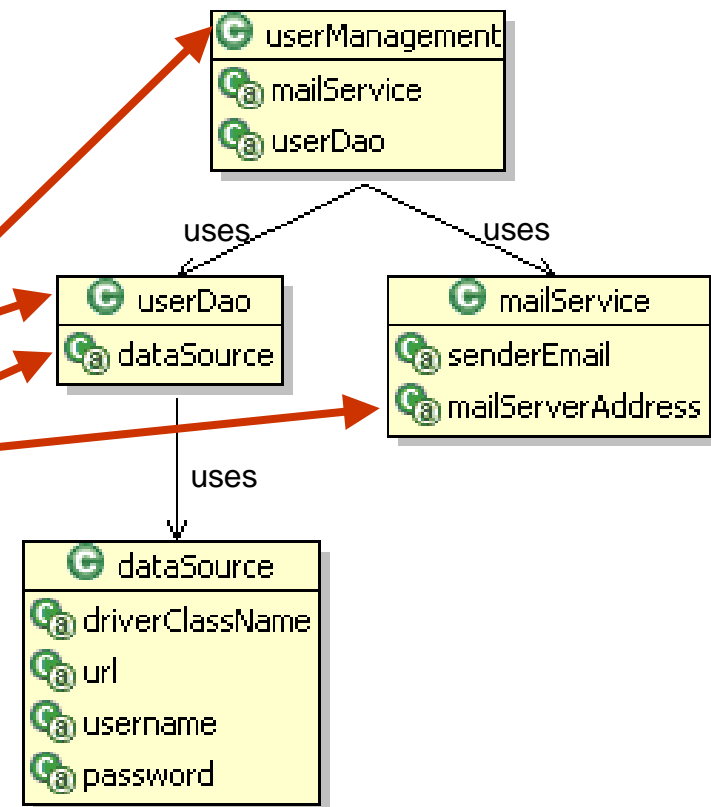 userManagement
mailService
userDao
uses
uses
userDao
dataSource
mailService
senderEmail
mailServerAddress
uses
dataSource
driverClassName
url
username
password